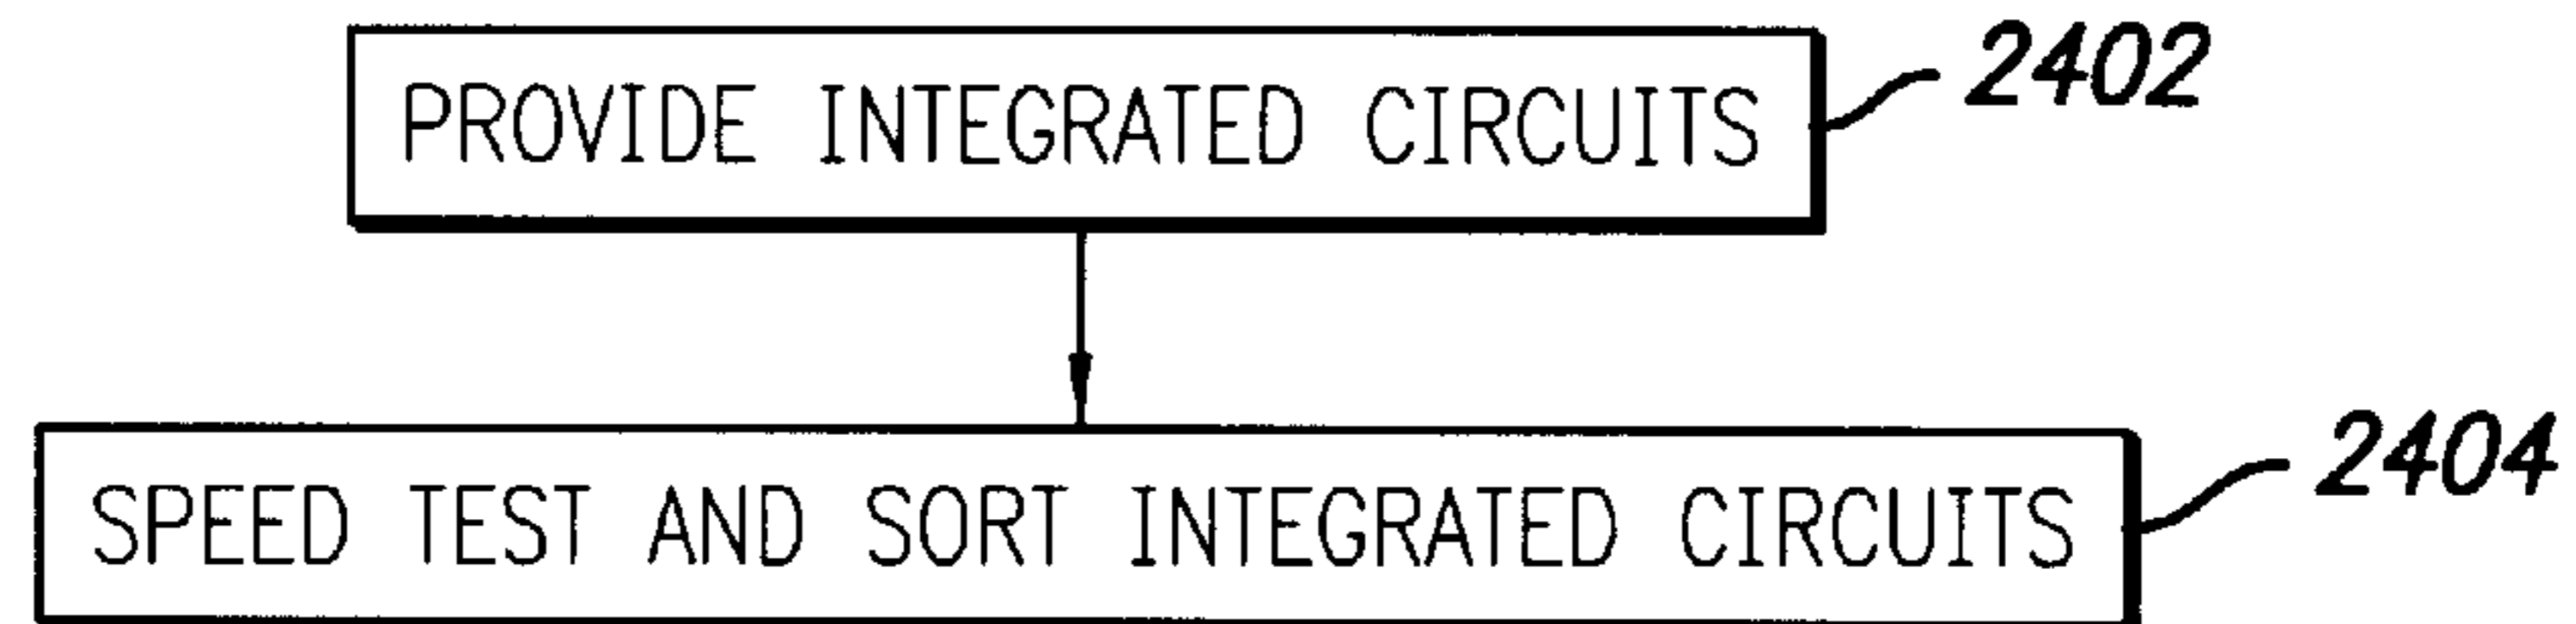 PROVIDE INTEGRATED CIRCUITS 2402
SPEED TEST AND SORT INTEGRATED CIRCUITS 2404